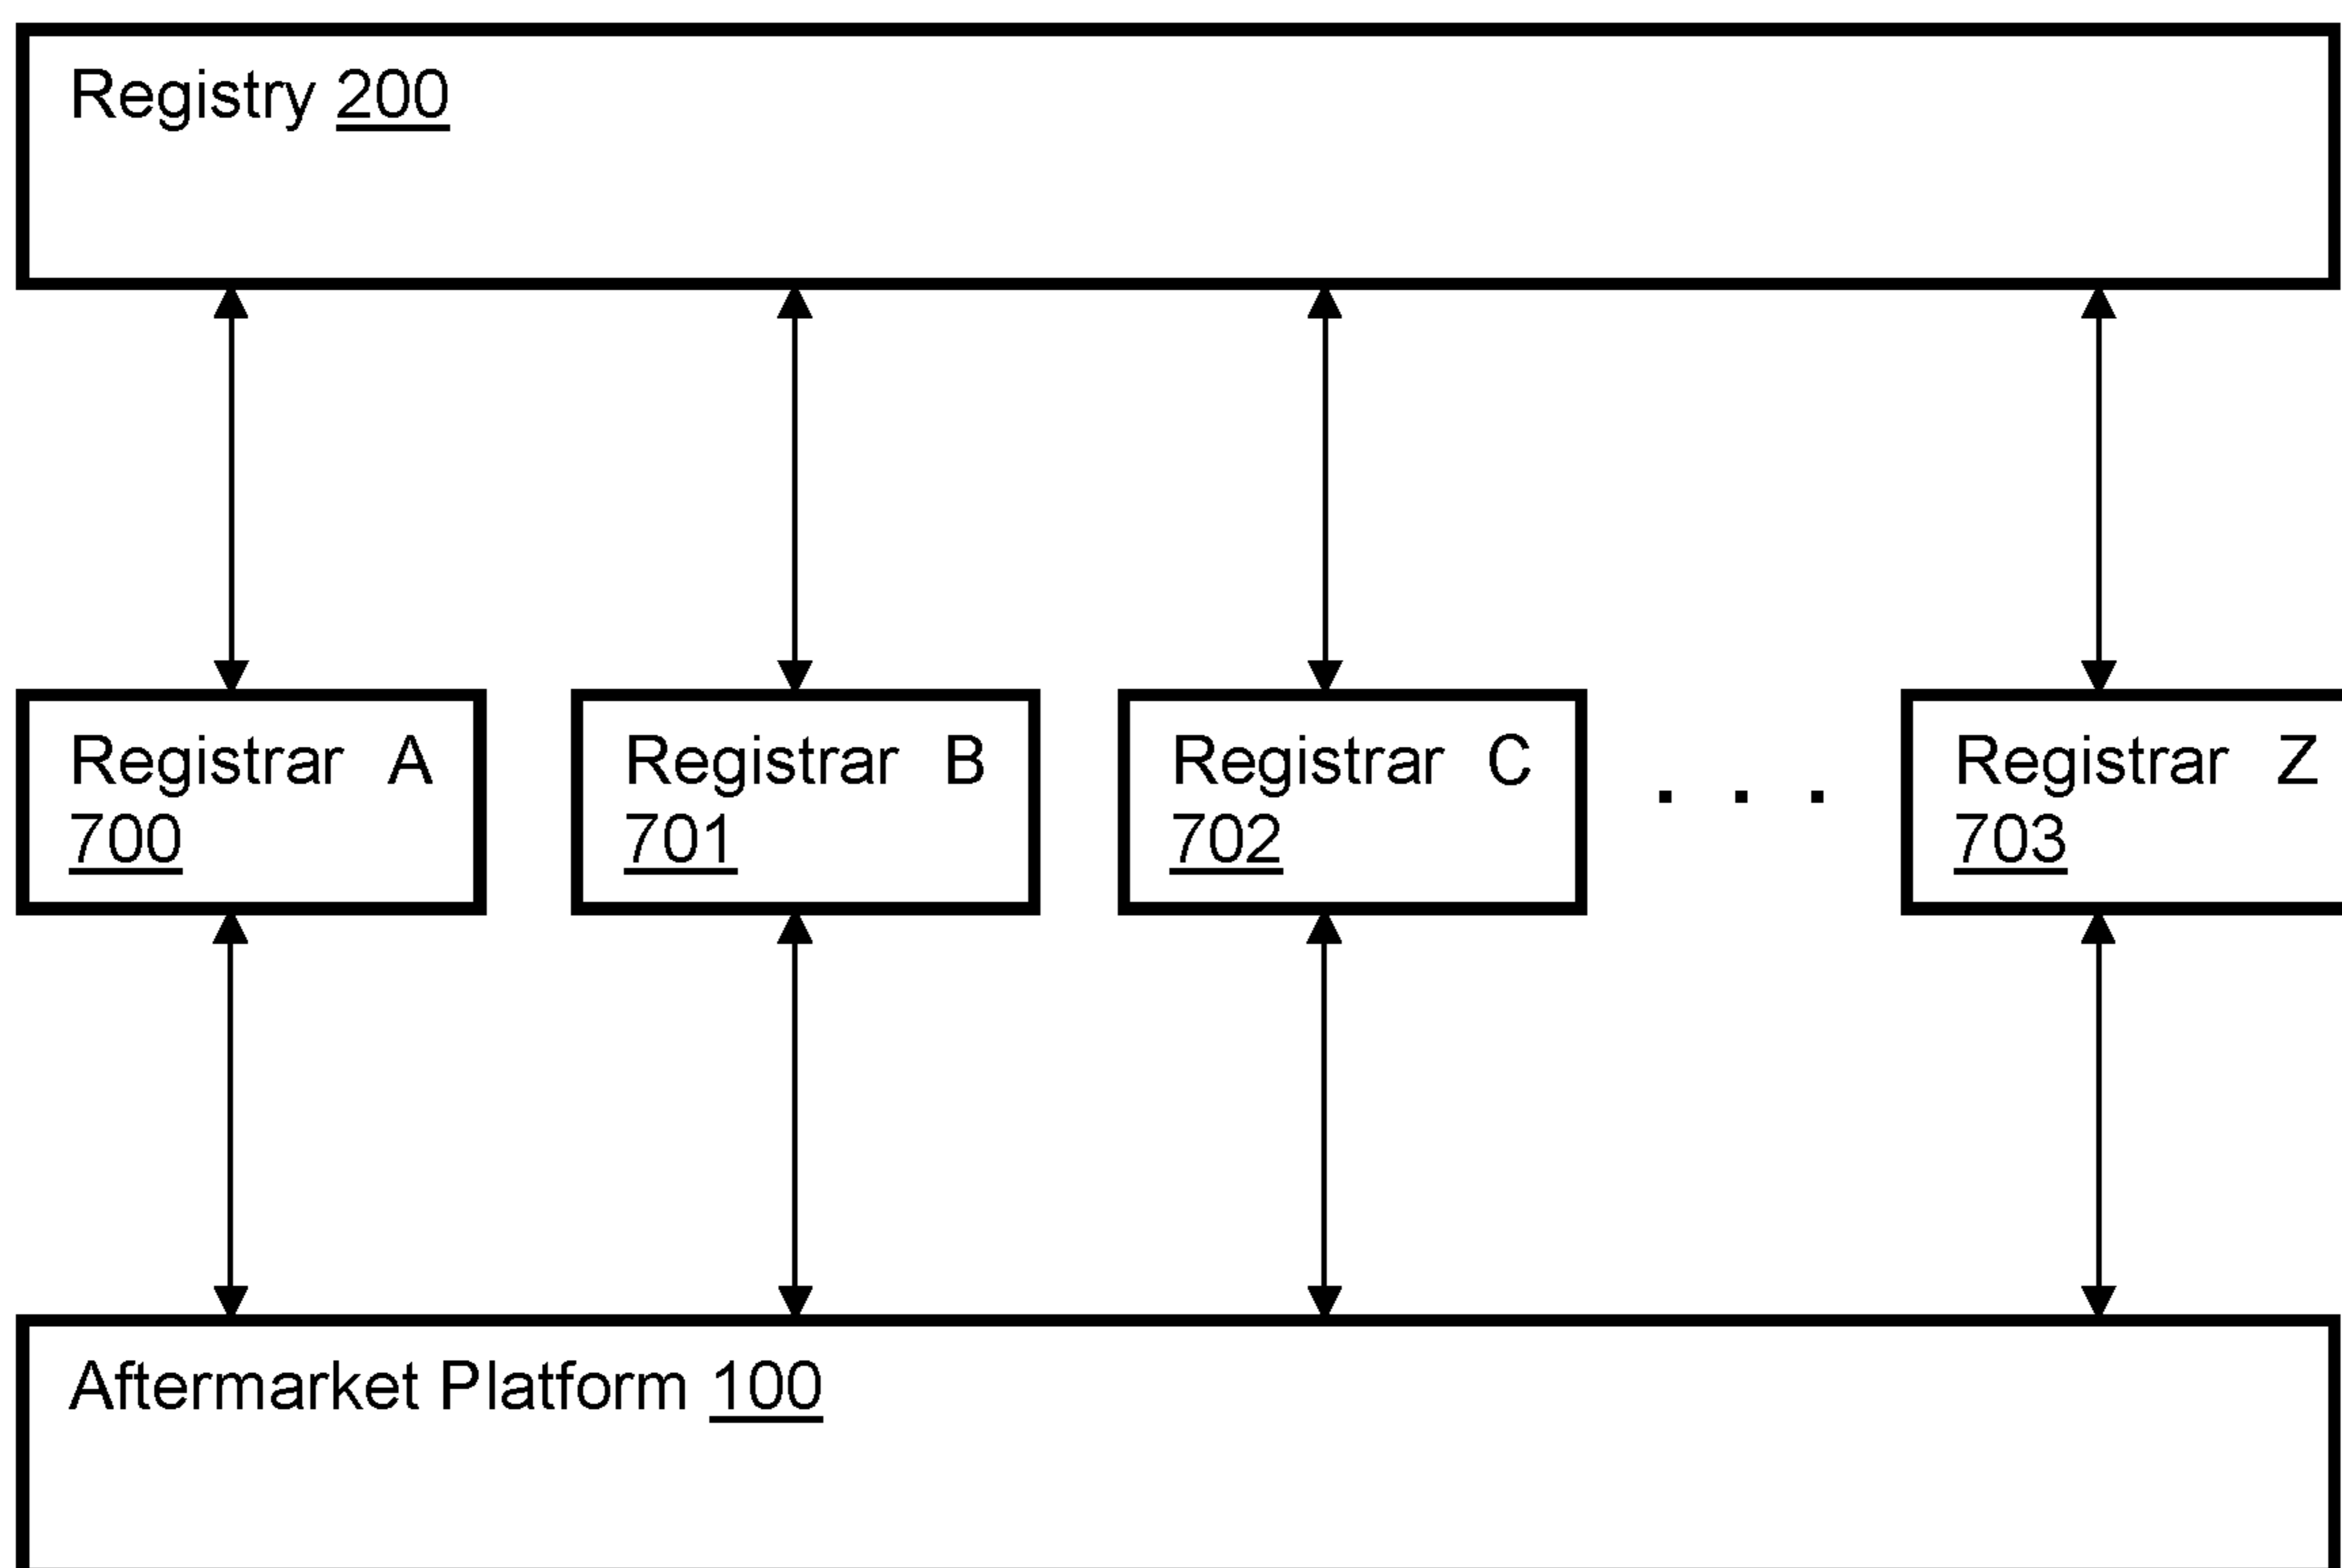 Registry 200
Registrar A
700
Registrar B
701
Registrar C
702
. . .
Registrar Z
703
Aftermarket Platform 100